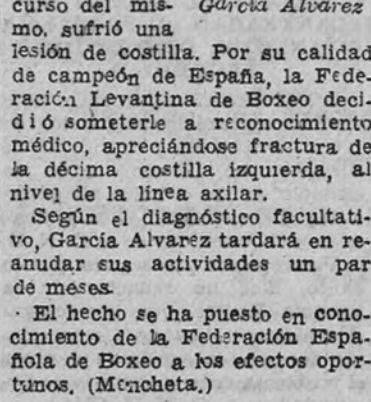 curso del mis-
García Alvarez
mo, sufrió una
lesión de costilla. Por su calidad
de campeón de España, la Fede-
ración Levantina de Boxeo deci-
dió someterle a reconocimiento
médico, apreciándose fractura de
la décima costilla izquierda, al
nivel de la línea axilar.
Según el diagnóstico facultati-
vo, García Alvarez tardará en re-
anudar sus actividades un par
de meses.
El hecho se ha puesto en cono-
cimiento de la Federación Espa-
ñola de Boxeo a los efectos opor-
tunos. (Mencheta.)